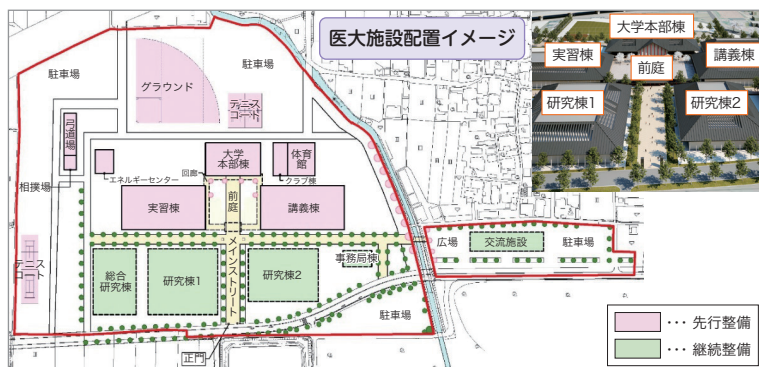 医大施設配置イメージ
大学本部棟
実習棟
前庭
講義棟
研究棟1
研究棟2
駐車場
グラウンド
駐車場
テニス
コート
弓道場
相撲場
エネルギーセンター
回廊
大学
本部棟
体育
館
クラブ棟
実習棟
前庭
講義棟
メインストリート
テニス
コート
総合
研究棟
研究棟1
研究棟2
事務局棟
広場
交流施設
駐車場
駐車場
正門
・・・先行整備
・・・継続整備